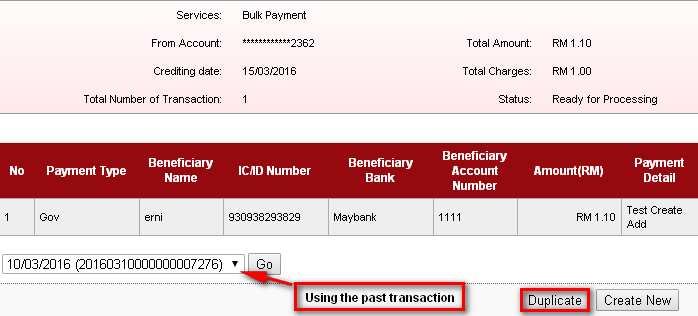 Services: Bulk Payment
From Account: ************2362 Total Amount: RM 1.10
Crediting date: 15/03/2016 Total Charges: RM 1.00
Total Number of Transaction: 1 Status: Ready for Processing
No Payment Type Beneficiary Name IC/ID Number Beneficiary Bank Beneficiary Account Number Amount(RM) Payment Detail
1 Gov erni 930938293829 Maybank 1111 RM 1.10 Test Create Add
10/03/2016 (20160310000000007276) Go
Using the past transaction
Duplicate Create New